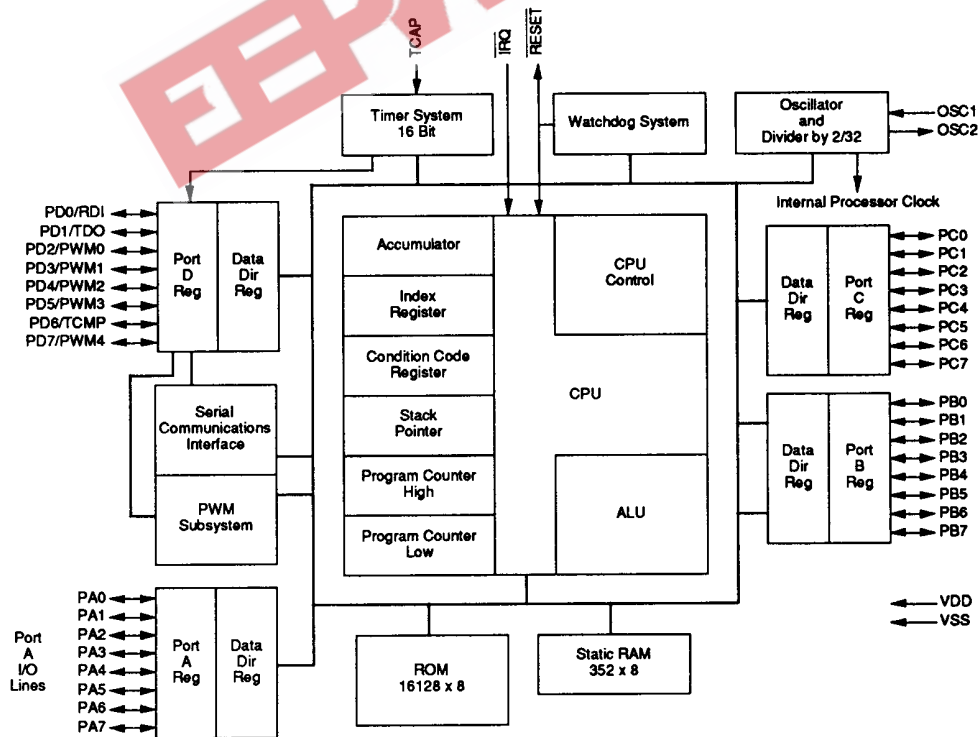 EEPW
TCAP
IRQ
RESET
Timer System
16 Bit
Watchdog System
Oscillator
and
Divider by 2/32
OSC1
OSC2
Internal Processor Clock
PD0/RDI
PD1/TDO
PD2/PWM0
PD3/PWM1
PD4/PWM2
PD5/PWM3
PD6/TCMP
PD7/PWM4
Port
D
Reg
Data
Dir
Reg
Accumulator
Index
Register
Condition Code
Register
Stack
Pointer
Program Counter
High
Program Counter
Low
CPU
Control
CPU
ALU
Data
Dir
Reg
Port
C
Reg
PC0
PC1
PC2
PC3
PC4
PC5
PC6
PC7
Serial
Communications
Interface
PWM
Subsystem
Data
Dir
Reg
Port
B
Reg
PB0
PB1
PB2
PB3
PB4
PB5
PB6
PB7
Port
A
I/O
Lines
PA0
PA1
PA2
PA3
PA4
PA5
PA6
PA7
Port
A
Reg
Data
Dir
Reg
ROM
16128 x 8
Static RAM
352 x 8
VDD
VSS